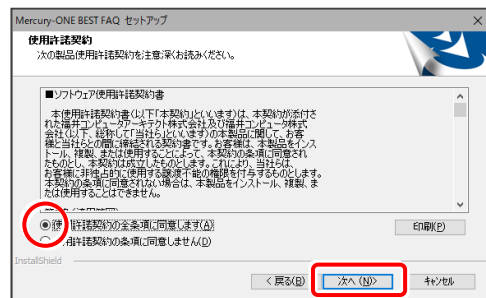 Mercury-ONE BEST FAQ セットアップ
使用許諾契約
次の製品使用許諾契約を注意深くお読みください。
■ソフトウェア使用許諾契約書
本使用許諾契約書(以下「本契約」といいます)は、本契約が添付さ
れた福井コンピュータアーキテクト株式会社及び福井コンピュータ株式
会社(以下、総称して「当社ら」といいます)の本製品に関して、お客
様と当社らとの間に締結される契約書です。お客様は、本製品をインス
トール、複製、または使用することによって、本契約の条項に同意され
たものとし、本契約は成立したものとします。これにより、当社らは、
お客様に非独占的に使用する譲渡不能の権限を付与するものとします。
本契約の条項に同意されない場合は、本製品をインストール、複製、ま
たは使用することはできません。
使用許諾契約の全条項に同意します(A)
印刷(P)
使用許諾契約の条項に同意しません(D)
InstallShield
< 戻る(B)
次へ (N)>
キャンセル